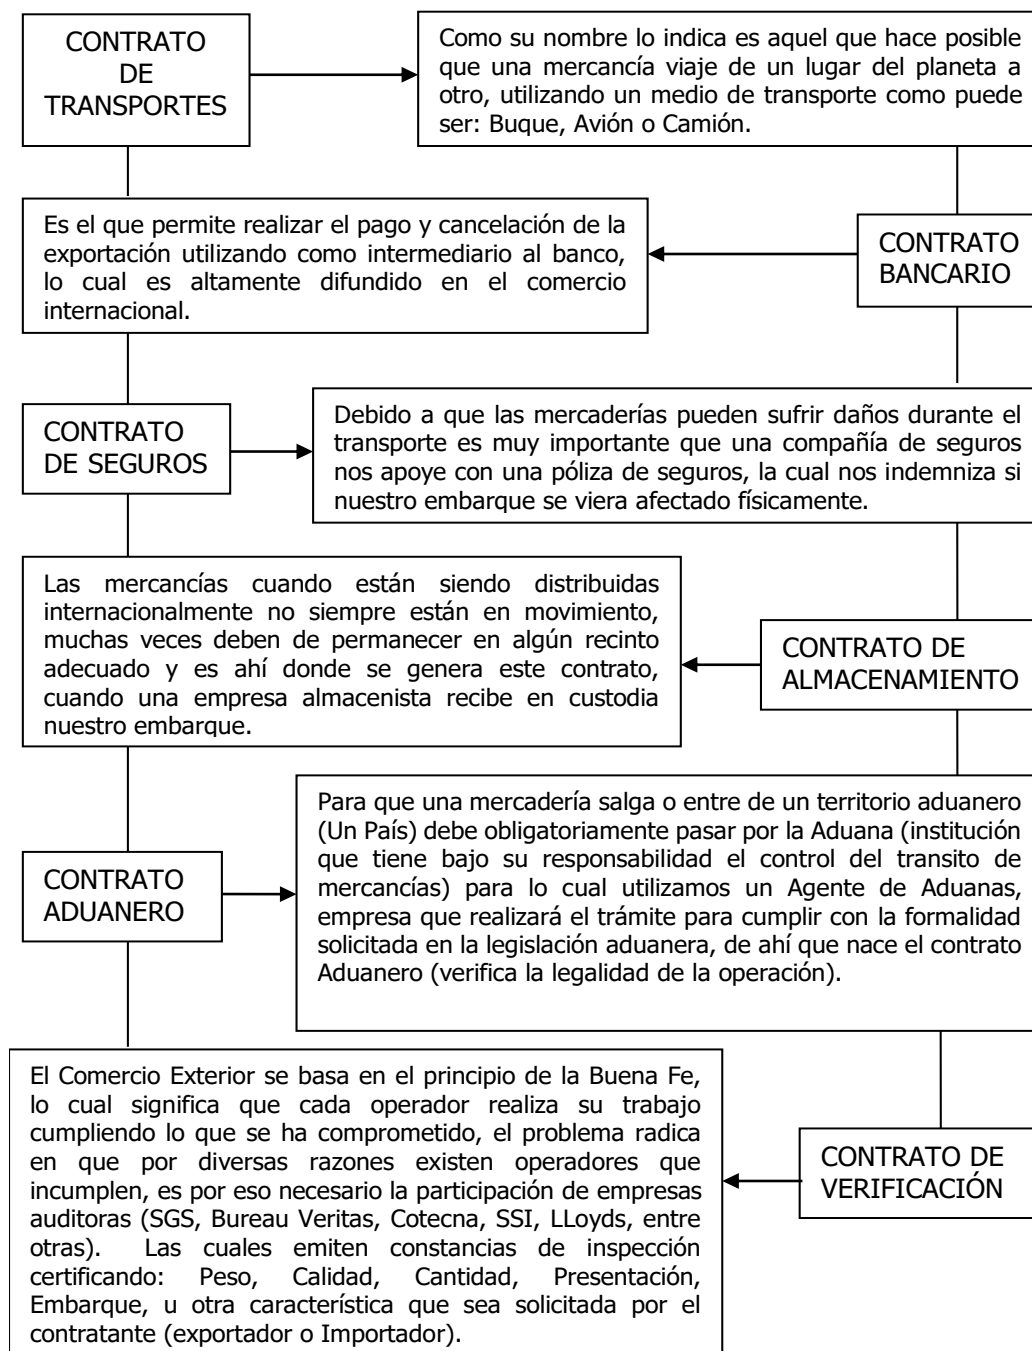 CONTRATO
DE
TRANSPORTES
Como su nombre lo indica es aquel que hace posible
que una mercancía viaje de un lugar del planeta a
otro, utilizando un medio de transporte como puede
ser: Buque, Avión o Camión.
Es el que permite realizar el pago y cancelación de la
exportación utilizando como intermediario al banco,
lo cual es altamente difundido en el comercio
internacional.
CONTRATO
BANCARIO
CONTRATO
DE SEGUROS
Debido a que las mercaderías pueden sufrir daños durante el
transporte es muy importante que una compañía de seguros
nos apoye con una póliza de seguros, la cual nos indemniza si
nuestro embarque se viera afectado físicamente.
Las mercancías cuando están siendo distribuidas
internacionalmente no siempre están en movimiento,
muchas veces deben de permanecer en algún recinto
adecuado y es ahí donde se genera este contrato,
cuando una empresa almacenista recibe en custodia
nuestro embarque.
CONTRATO DE
ALMACENAMIENTO
CONTRATO
ADUANERO
Para que una mercadería salga o entre de un territorio aduanero
(Un País) debe obligatoriamente pasar por la Aduana (institución
que tiene bajo su responsabilidad el control del transito de
mercancías) para lo cual utilizamos un Agente de Aduanas,
empresa que realizará el trámite para cumplir con la formalidad
solicitada en la legislación aduanera, de ahí que nace el contrato
Aduanero (verifica la legalidad de la operación).
El Comercio Exterior se basa en el principio de la Buena Fe,
lo cual significa que cada operador realiza su trabajo
cumpliendo lo que se ha comprometido, el problema radica
en que por diversas razones existen operadores que
incumplen, es por eso necesario la participación de empresas
auditoras (SGS, Bureau Veritas, Cotecna, SSI, LLoyds, entre
otras). Las cuales emiten constancias de inspección
certificando: Peso, Calidad, Cantidad, Presentación,
Embarque, u otra característica que sea solicitada por el
contratante (exportador o Importador).
CONTRATO DE
VERIFICACIÓN